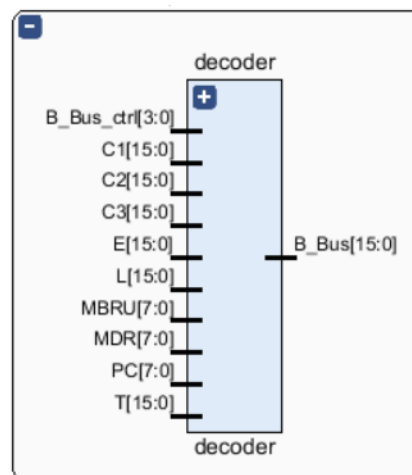 decoder
B_Bus_ctrl[3:0]
C1[15:0]
C2[15:0]
C3[15:0]
E[15:0]
B_Bus[15:0]
L[15:0]
MBRU[7:0]
MDR[7:0]
PC[7:0]
T[15:0]
decoder